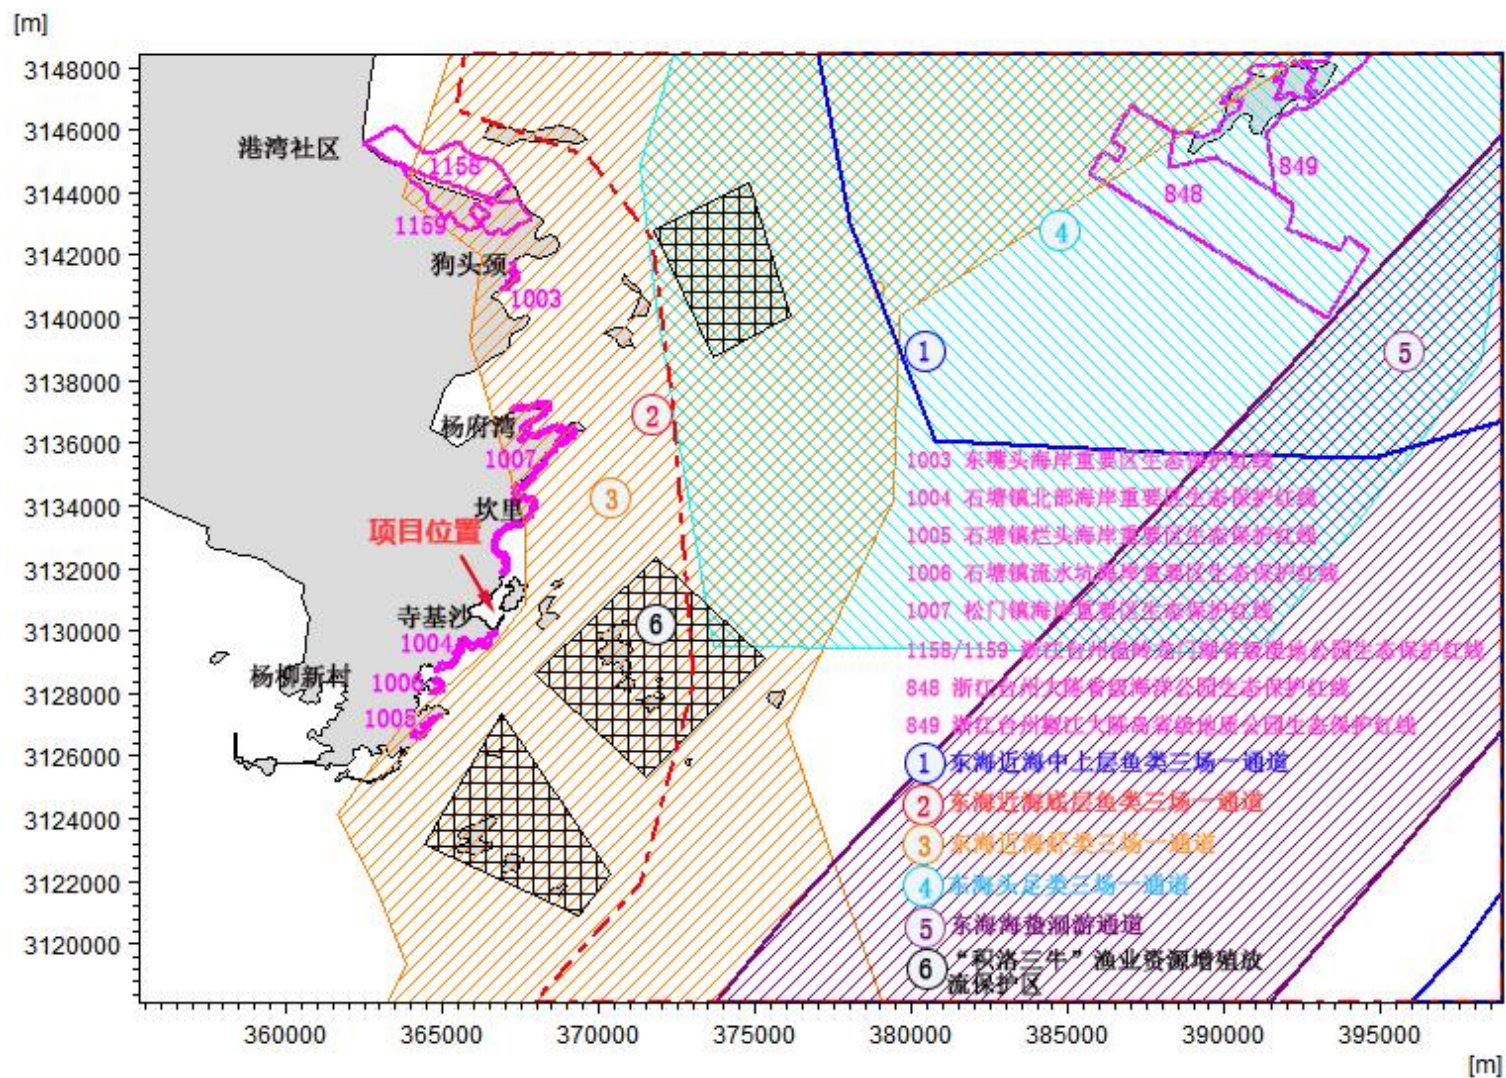 [m]
3148000
3146000
3144000
3142000
3140000
3138000
3136000
3134000
3132000
3130000
3128000
3126000
3124000
3122000
3120000
港湾社区
1158
1159
狗头颈
1003
杨府湾
1007
坎里
项目位置
寺基沙
1004
杨柳新村
1006
1005
848
849
4
1
5
2
3
6
1003 东嘴头海岸重要区生态保护红线
1004 石塘镇北部海岸重要区生态保护红线
1005 石塘镇烂头海岸重要区生态保护红线
1006 石塘镇流水坑海岸重要区生态保护红线
1007 松门镇海岸重要区生态保护红线
1158/1159 浙江台州温岭龙门湖省级湿地公园生态保护红线
848 浙江台州大陈省级海洋公园生态保护红线
849 浙江台州椒江大陈岛省级地质公园生态保护红线
1 东海近海中上层鱼类三场一通道
2 东海近海底层鱼类三场一通道
3 东海近海虾类三场一通道
4 东海头足类三场一通道
5 东海海蜇洄游通道
6 “积洛三牛”渔业资源增殖放
流保护区
360000
365000
370000
375000
380000
385000
390000
395000
[m]